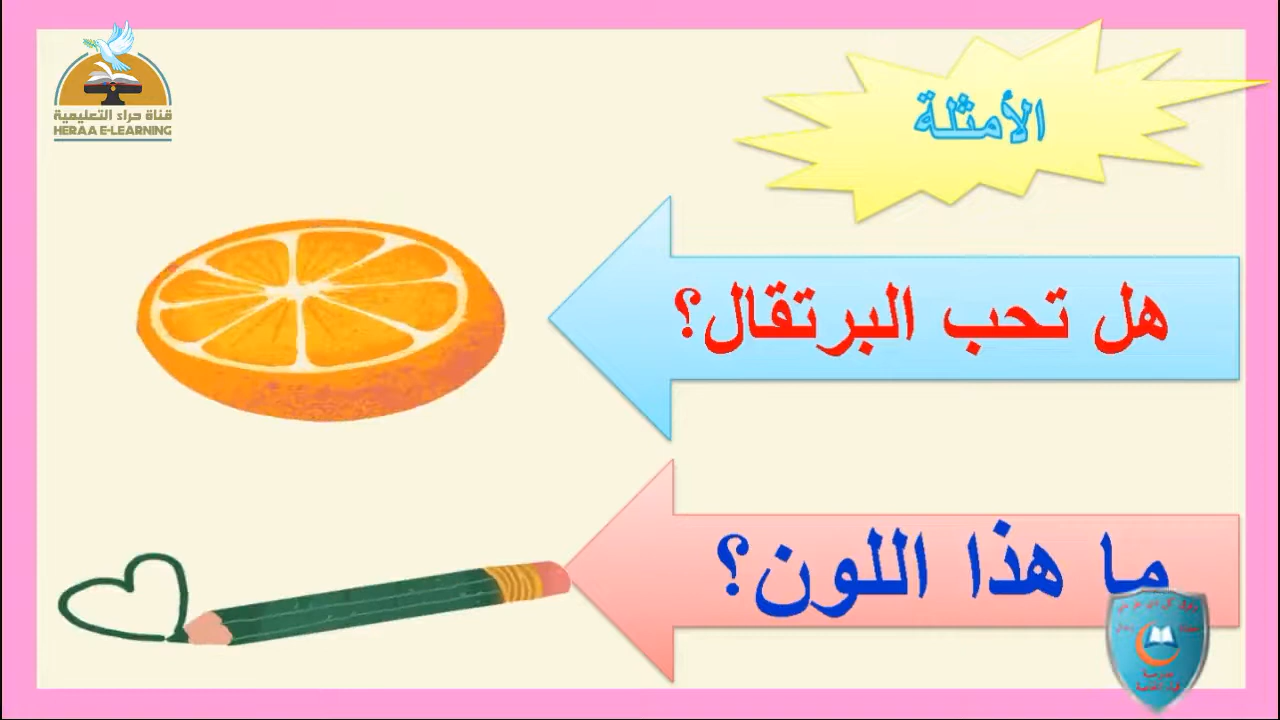 قناة حراء التعليمية
HERAA E-LEARNING
الأمثلة
هل تحب البرتقال؟
ما هذا اللون؟